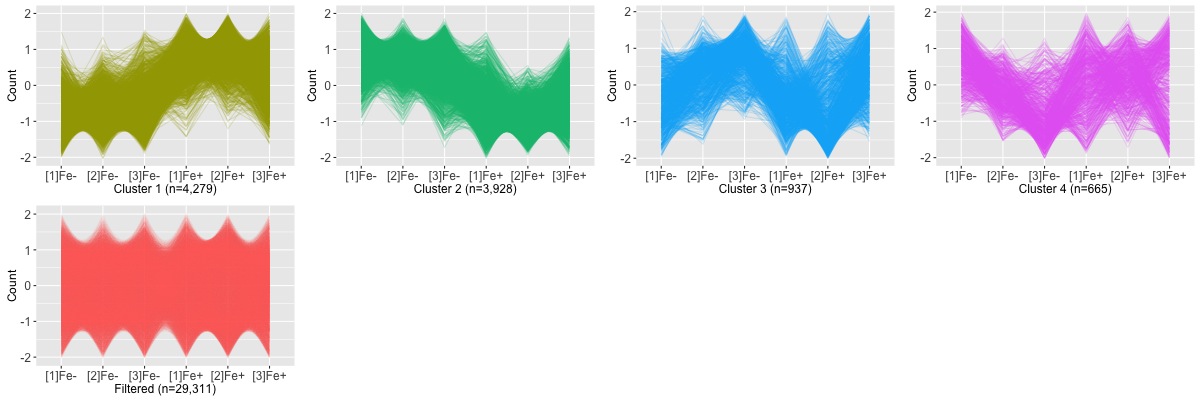 2
1
0
-1
-2
Count
[1]Fe- [2]Fe- [3]Fe- [1]Fe+ [2]Fe+ [3]Fe+
Cluster 1 (n=4,279)
2
1
0
-1
-2
Count
[1]Fe- [2]Fe- [3]Fe- [1]Fe+ [2]Fe+ [3]Fe+
Cluster 2 (n=3,928)
2
1
0
-1
-2
Count
[1]Fe- [2]Fe- [3]Fe- [1]Fe+ [2]Fe+ [3]Fe+
Cluster 3 (n=937)
2
1
0
-1
-2
Count
[1]Fe- [2]Fe- [3]Fe- [1]Fe+ [2]Fe+ [3]Fe+
Cluster 4 (n=665)
2
1
0
-1
-2
Count
[1]Fe- [2]Fe- [3]Fe- [1]Fe+ [2]Fe+ [3]Fe+
Filtered (n=29,311)